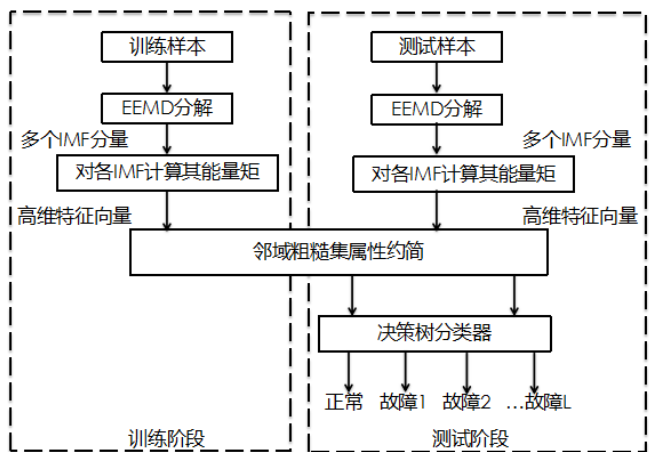 训练样本
测试样本
EEMD分解
EEMD分解
多个IMF分量
多个IMF分量
对各IMF计算其能量矩
对各IMF计算其能量矩
高维特征向量
高维特征向量
邻域粗糙集属性约简
决策树分类器
正常 故障1 故障2 …故障L
训练阶段
测试阶段